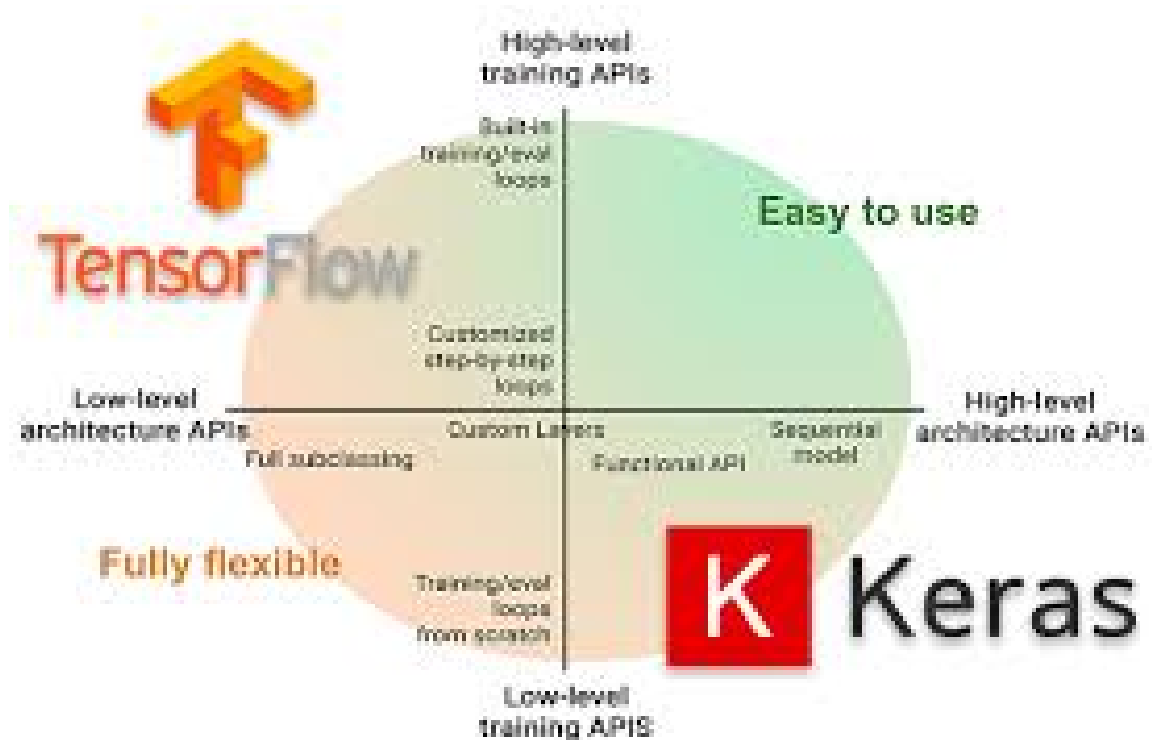 High-level
training APIs
Built-in
training/eval
loops
Easy to use
TensorFlow
Customized
step-by-step
loops
Low-level
architecture APIs
High-level
architecture APIs
Custom Layers
Sequential
model
Full subclassing
Functional API
Fully flexible
Training/eval
loops
from scratch
K Keras
Low-level
training APIS